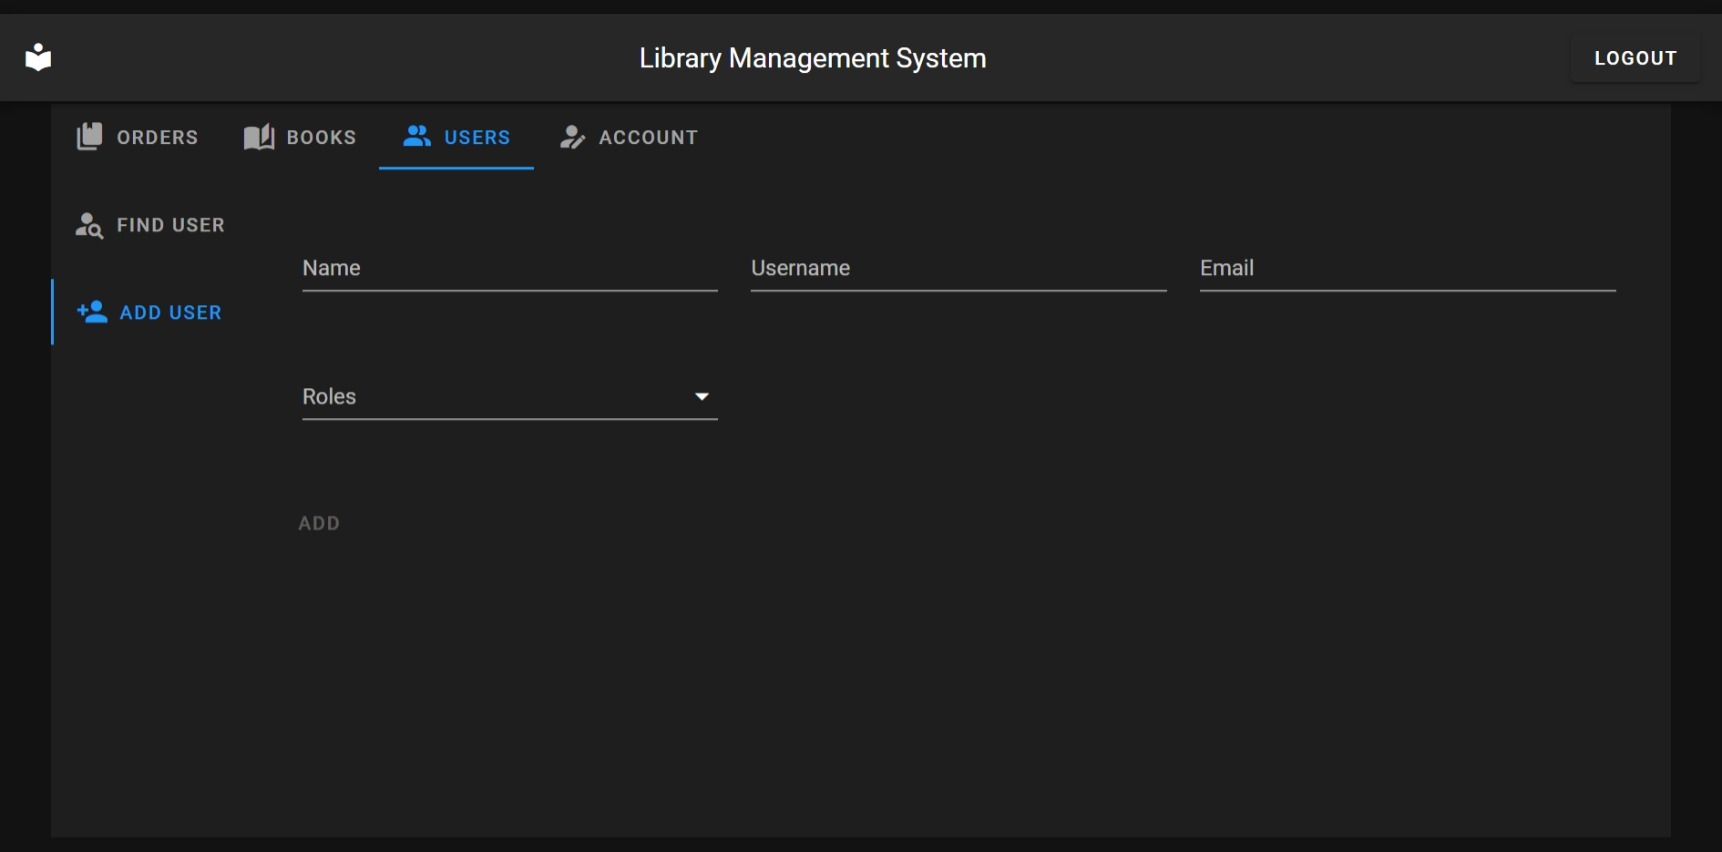 Library Management System
LOGOUT
ORDERS
BOOKS
USERS
ACCOUNT
FIND USER
ADD USER
Name
Username
Email
Roles
ADD